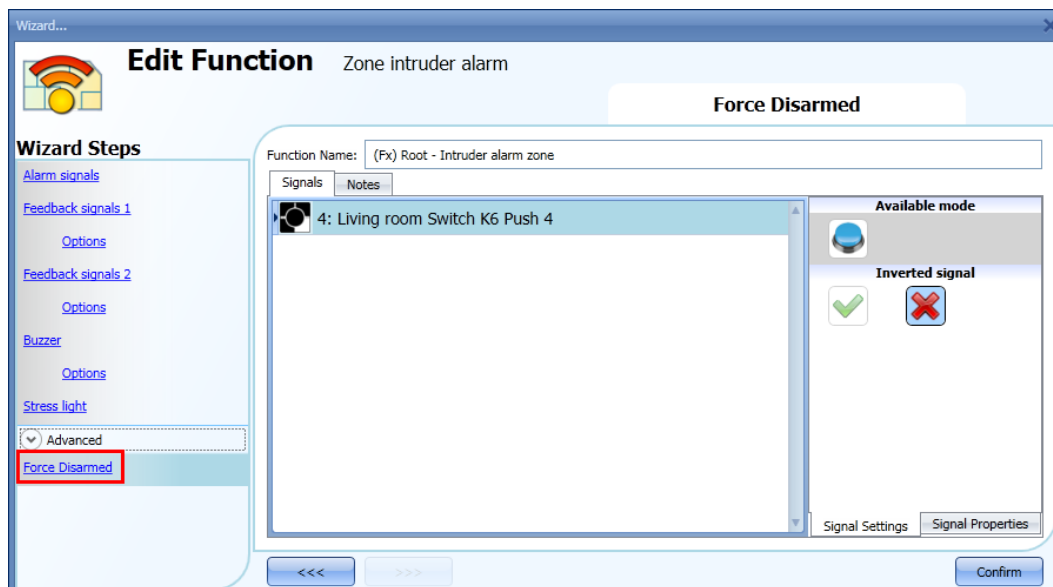 Wizard...
Edit Function Zone intruder alarm
Force Disarmed
Wizard Steps
Alarm signals
Feedback signals 1
Options
Feedback signals 2
Options
Buzzer
Options
Stress light
Advanced
Force Disarmed
Function Name: (Fx) Root - Intruder alarm zone
Signals Notes
4: Living room Switch K6 Push 4
Available mode
Inverted signal
Signal Settings Signal Properties
<<< >>> Confirm